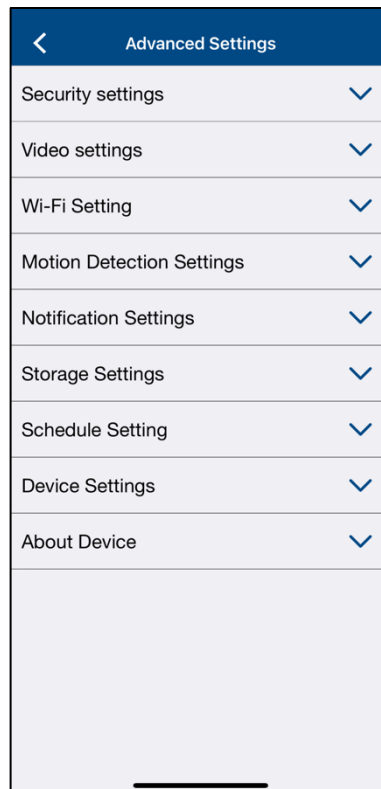 Advanced Settings
Security settings
Video settings
Wi-Fi Setting
Motion Detection Settings
Notification Settings
Storage Settings
Schedule Setting
Device Settings
About Device